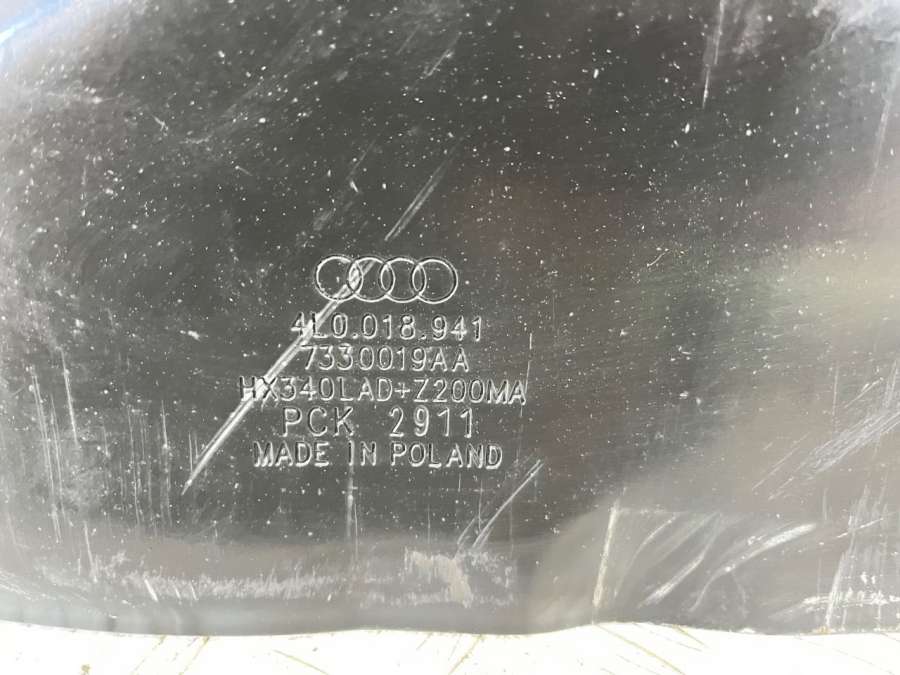 4L0.018.941
7330019AA
HX340LAD+Z200MA
PCK 2911
MADE IN POLAND